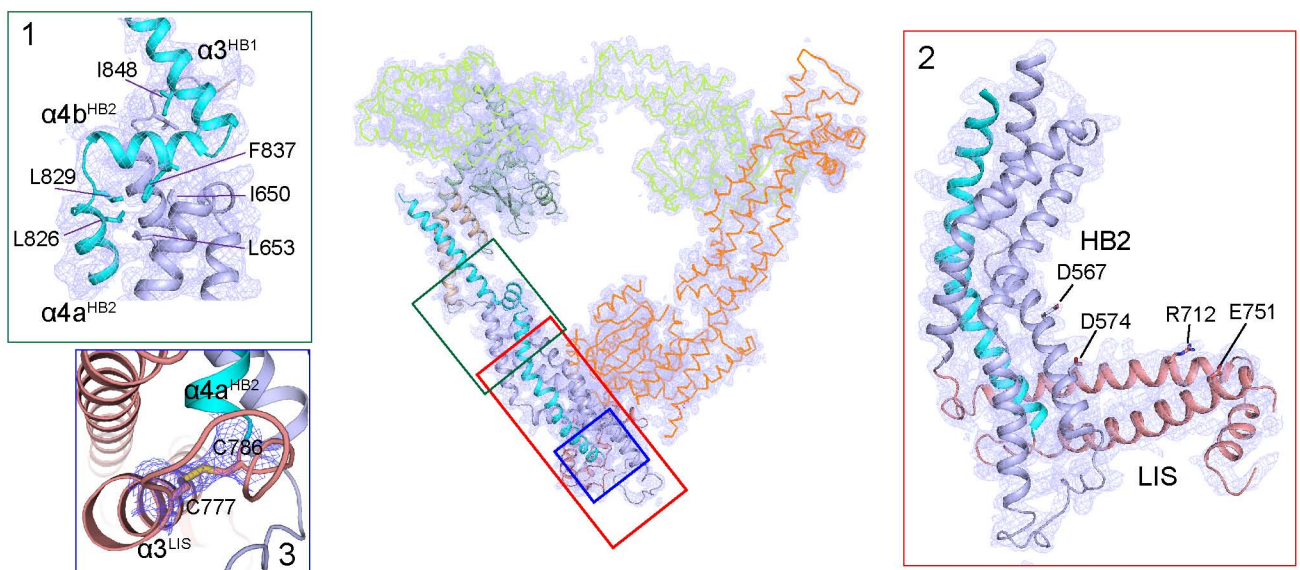 1
α3HB1
I848
α4bHB2
F837
L829
I650
L826
L653
α4aHB2
α4aHB2
C786
C777
α3LIS
3
2
HB2
D567
D574
R712
E751
LIS